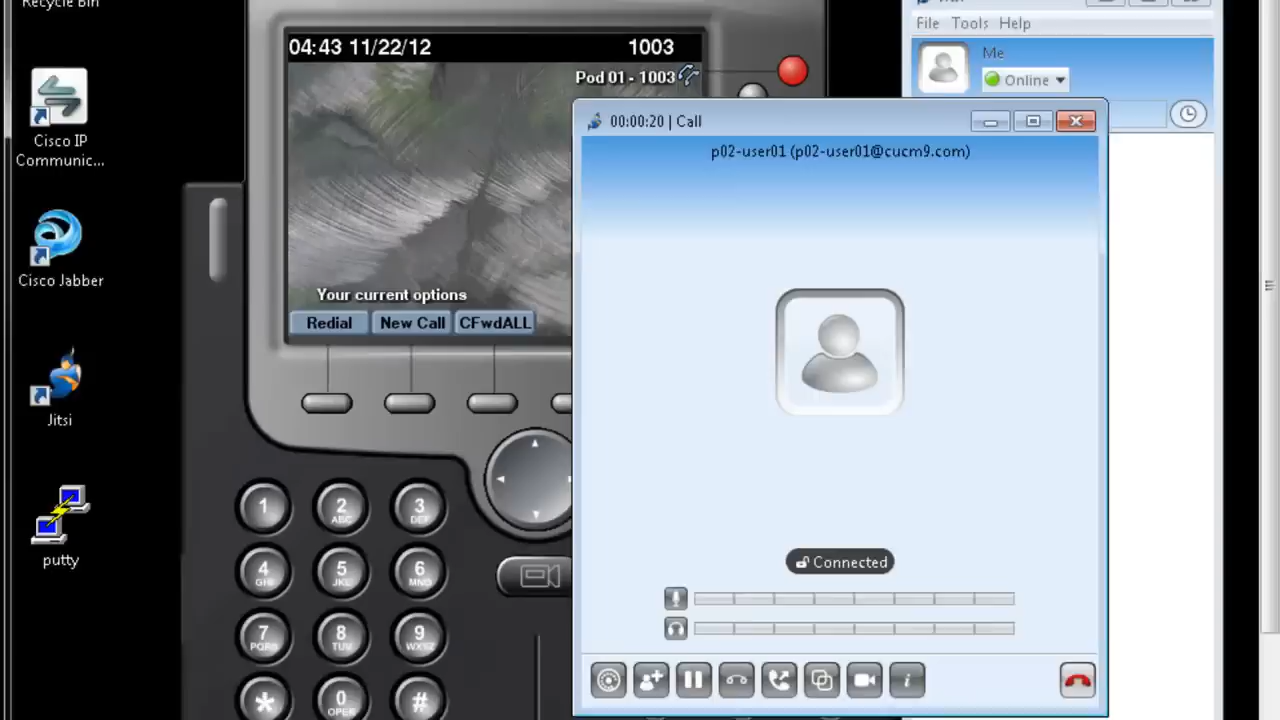 Recycle Bin
Cisco IP
Communic...
Cisco Jabber
Jitsi
putty
04:43 11/22/12
1003
Pod 01 - 1003
Your current options
Redial
New Call
CFwdALL
1
2
ABC
3
DEF
4
GHI
5
JKL
6
MNO
7
PQRS
8
TUV
9
WXYZ
*
0
OPER
#
File Tools Help
Me
Online
00:00:20 | Call
p02-user01 (p02-user01@cucm9.com)
Connected
i